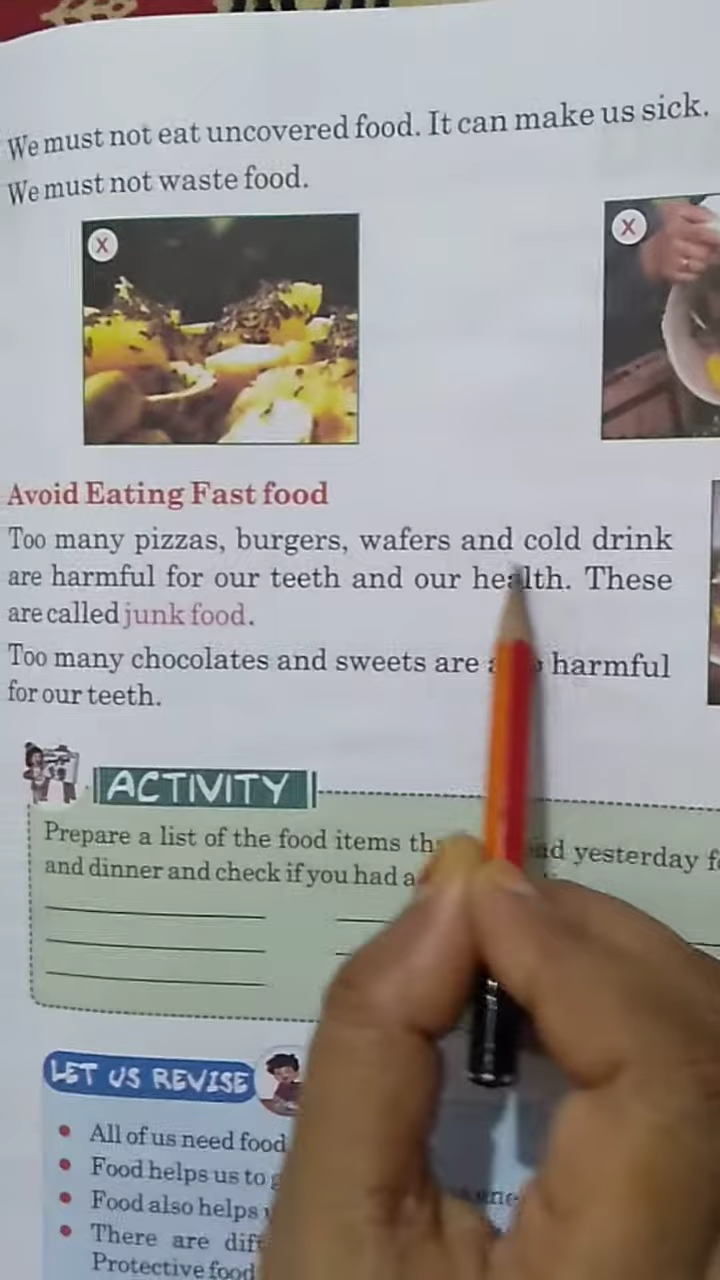 We must not eat uncovered food. It can make us sick.
We must not waste food.
X
X
Avoid Eating Fast food
Too many pizzas, burgers, wafers and cold drink
are harmful for our teeth and our health. These
are called junk food.
Too many chocolates and sweets are harmful
for our teeth.
ACTIVITY
Prepare a list of the food items yesterday
and dinner and check if you had a
LET US REVISE
• All of us need food
• Food helps us to
• Food also helps
• There are
Protective food